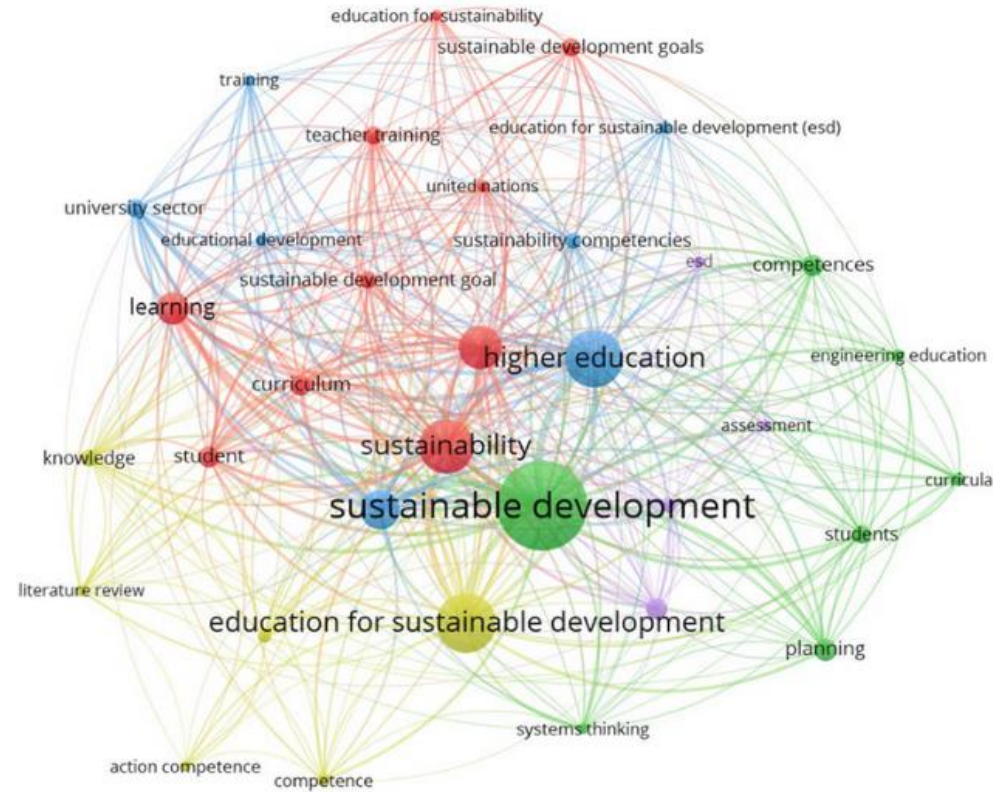 education for sustainability
sustainable development goals
training
education for sustainable development (esd)
teacher training
united nations
university sector
educational development
sustainability competencies
esd
competences
sustainable development goal
learning
higher education
engineering education
curriculum
assessment
sustainability
knowledge
student
curricula
sustainable development
students
literature review
education for sustainable development
planning
systems thinking
action competence
competence